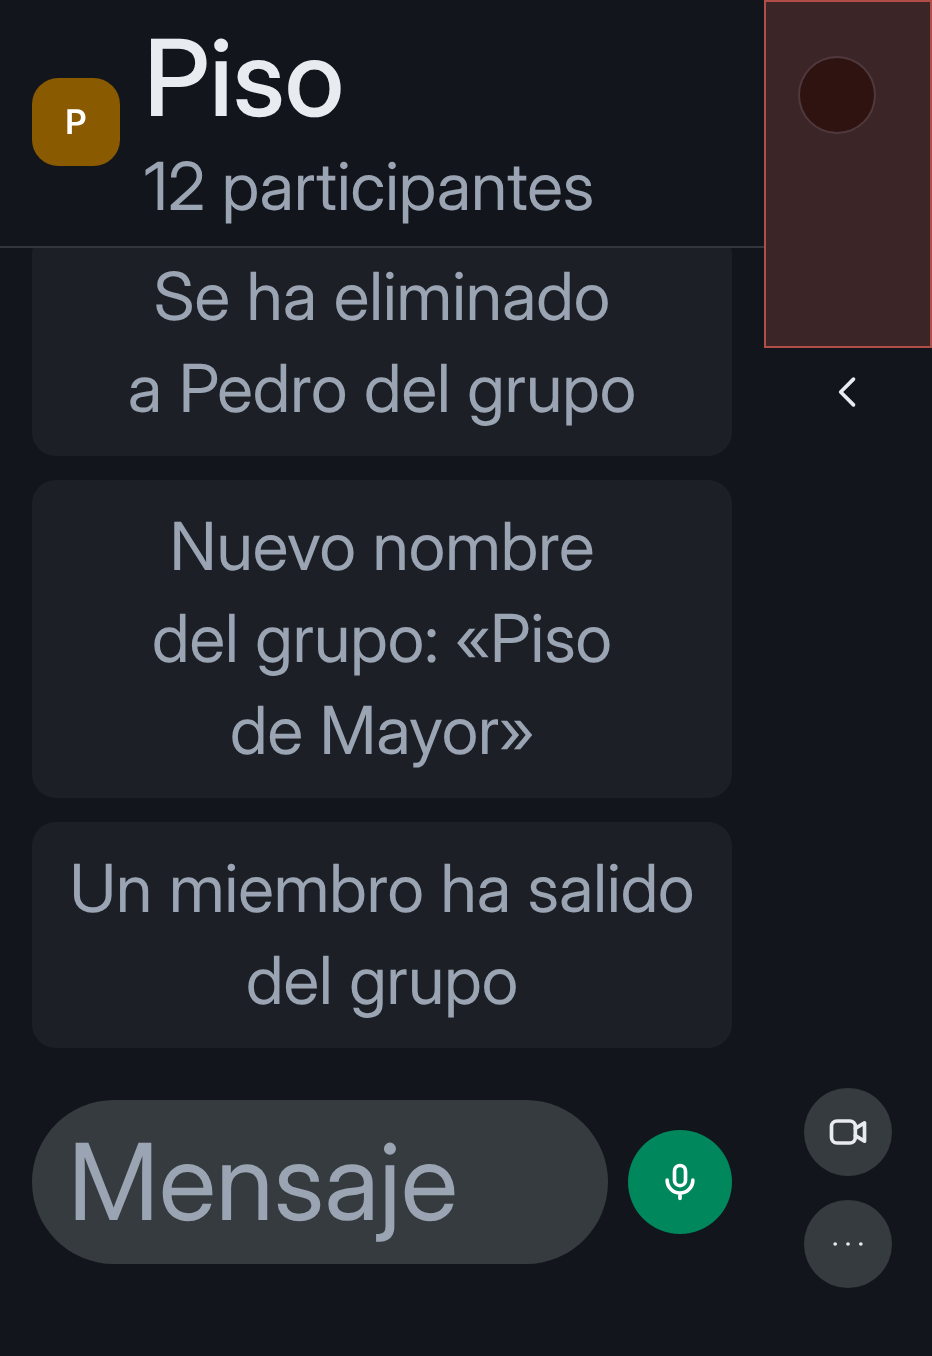 P
Piso
12 participantes
Se ha eliminado
a Pedro del grupo
Nuevo nombre
del grupo: «Piso
de Mayor»
Un miembro ha salido
del grupo
Mensaje